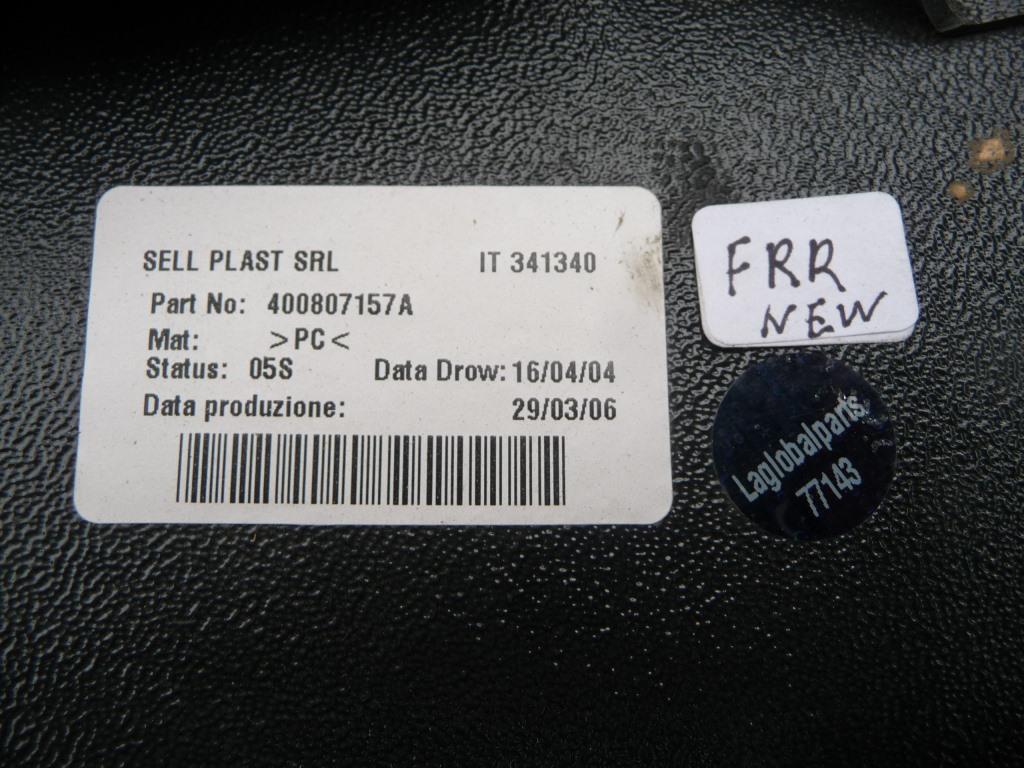 SELL PLAST SRL IT 341340
Part No: 400807157A
Mat: >PC<
Status: 05S Data Drow: 16/04/04
Data produzione: 29/03/06
FRR
NEW
Laglobalparts
77143